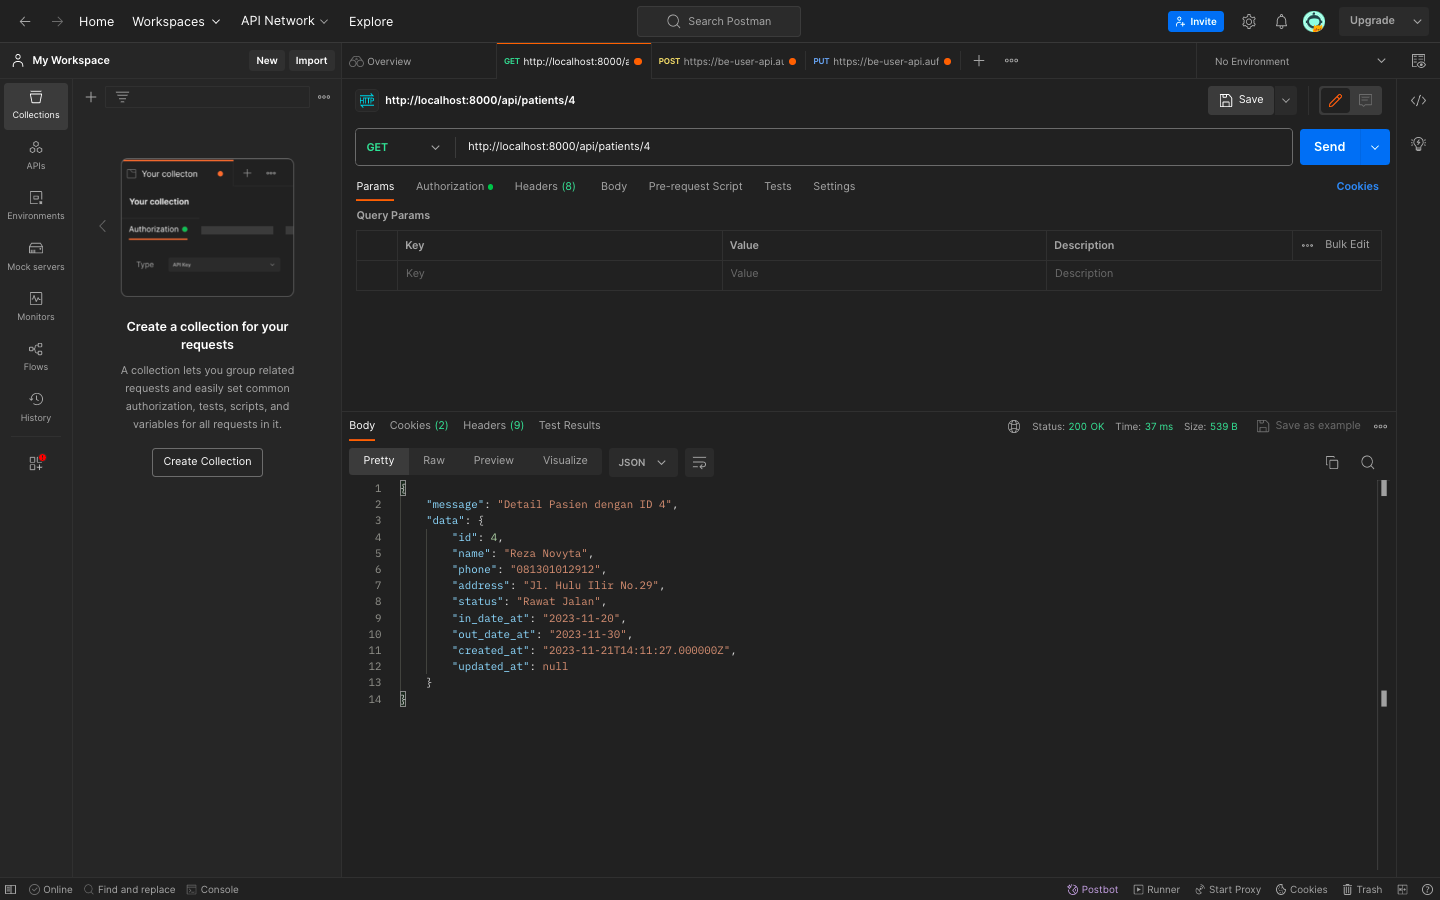 Home Workspaces API Network Explore Search Postman Invite Upgrade
My Workspace New Import Overview GET http://localhost:8000/a POST https://be-user-api.au PUT https://be-user-api.auf No Environment
Collections
APIs
Environments
Mock servers
Monitors
Flows
History
Your collecton
Your collection
Authorization
Type API Key
Create a collection for your
requests
A collection lets you group related
requests and easily set common
authorization, tests, scripts, and
variables for all requests in it.
Create Collection
HTTP http://localhost:8000/api/patients/4 Save
GET http://localhost:8000/api/patients/4 Send
Params Authorization Headers (8) Body Pre-request Script Tests Settings Cookies
Query Params
Key Value Description Bulk Edit
Key Value Description
Body Cookies (2) Headers (9) Test Results Status: 200 OK Time: 37 ms Size: 539 B Save as example
Pretty Raw Preview Visualize JSON
1 {
2 "message": "Detail Pasien dengan ID 4",
3 "data": {
4 "id": 4,
5 "name": "Reza Novyta",
6 "phone": "081301012912",
7 "address": "Jl. Hulu Ilir No.29",
8 "status": "Rawat Jalan",
9 "in_date_at": "2023-11-20",
10 "out_date_at": "2023-11-30",
11 "created_at": "2023-11-21T14:11:27.000000Z",
12 "updated_at": null
13 }
14 }
Online Find and replace Console Postbot Runner Start Proxy Cookies Trash